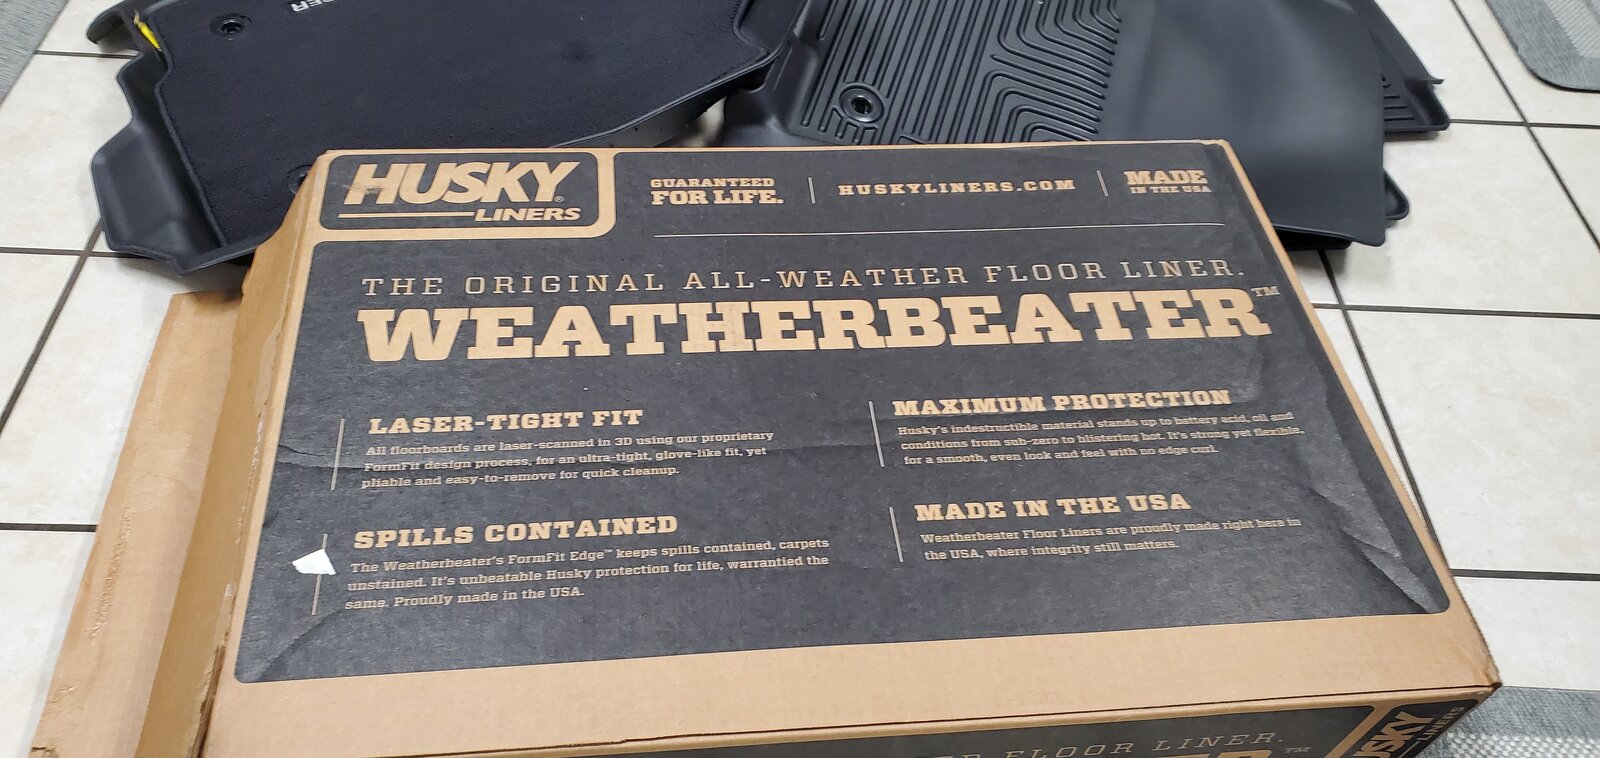 HUSKY®
LINERS
GUARANTEED
FOR LIFE.
HUSKYLINERS.COM
MADE
IN THE USA
THE ORIGINAL ALL-WEATHER FLOOR LINER.
WEATHERBEATER™
LASER-TIGHT FIT
All floorboards are laser-scanned in 3D using our proprietary
FormFit design process, for an ultra-tight, glove-like fit, yet
pliable and easy-to-remove for quick cleanup.
MAXIMUM PROTECTION
Husky's indestructible material stands up to battery acid, oil and
conditions from sub-zero to blistering hot. It's strong yet flexible,
for a smooth, even look and feel with no edge curl.
SPILLS CONTAINED
The Weatherbeater's FormFit Edge™ keeps spills contained, carpets
unstained. It's unbeatable Husky protection for life, warrantied the
same. Proudly made in the USA.
MADE IN THE USA
Weatherbeater Floor Liners are proudly made right here in
the USA, where integrity still matters.
FLOOR LINER.
™
LINERS